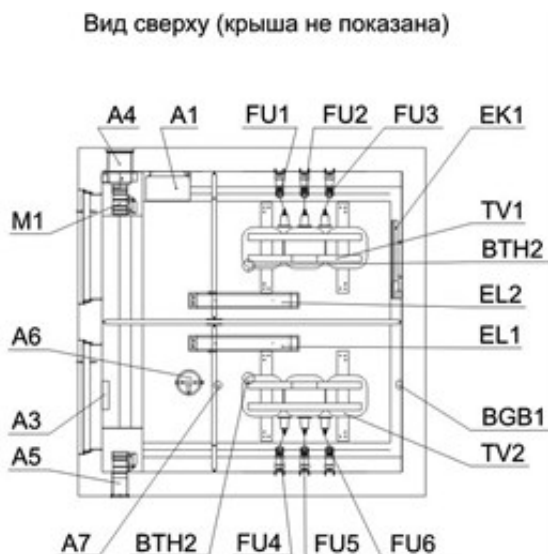 Вид сверху (крыша не показана)
A4 A1 FU1 FU2 FU3 EK1
M1
TV1
BTH2
EL2
A6 EL1
A3 BGB1
A5 TV2
A7 BTH2 FU4 FU5 FU6